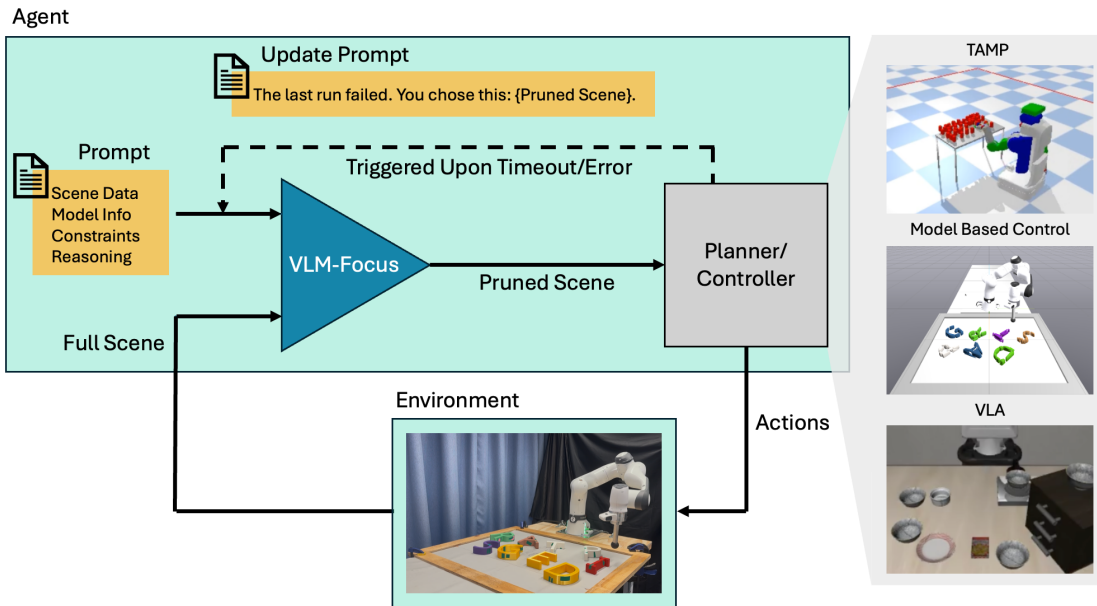 Agent
Update Prompt
The last run failed. You chose this: {Pruned Scene}.
Prompt
Scene Data
Model Info
Constraints
Reasoning
Triggered Upon Timeout/Error
VLM-Focus
Pruned Scene
Planner/
Controller
Full Scene
Environment
Actions
TAMP
Model Based Control
VLA